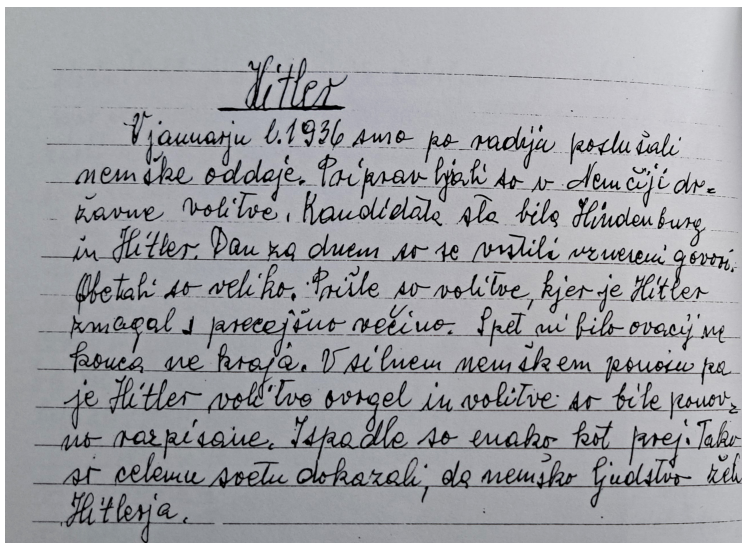 Hitler
V januarju l. 1936 smo po radiju poslušali
nemške oddaje. Pripravljali so v Nemčiji dr=
žavne volitve. Kandidata sta bila Hindenburg
in Hitler. Dan za dnem so se vrstili vzneseni govori.
Obetali so veliko. Prišle so volitve, kjer je Hitler
zmagal s precejšno večino. Spet ni bilo ovacij ne
konca ne kraja. V silnem nemškem ponosu pa
je Hitler volitve ovrgel in volitve so bile ponov=
no razpisane. Izpadle so enako kot prej. Tako
so celemu svetu dokazali, da nemško ljudstvo želi
Hitlerja.